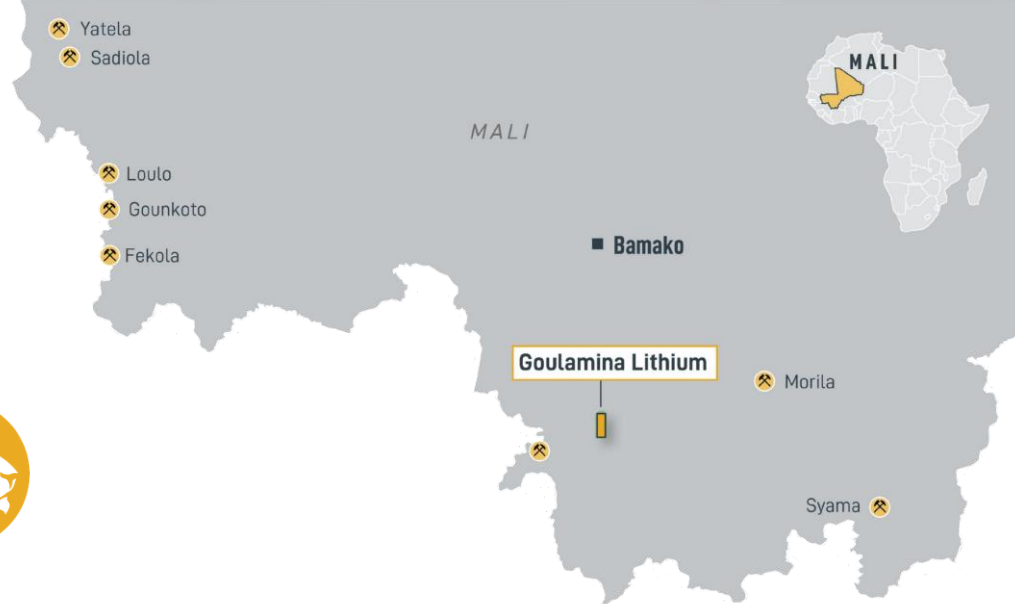 Yatela
Sadiola
MALI
MALI
Loulo
Gounkoto
Fekola
Bamako
Goulamina Lithium
Morila
Syama